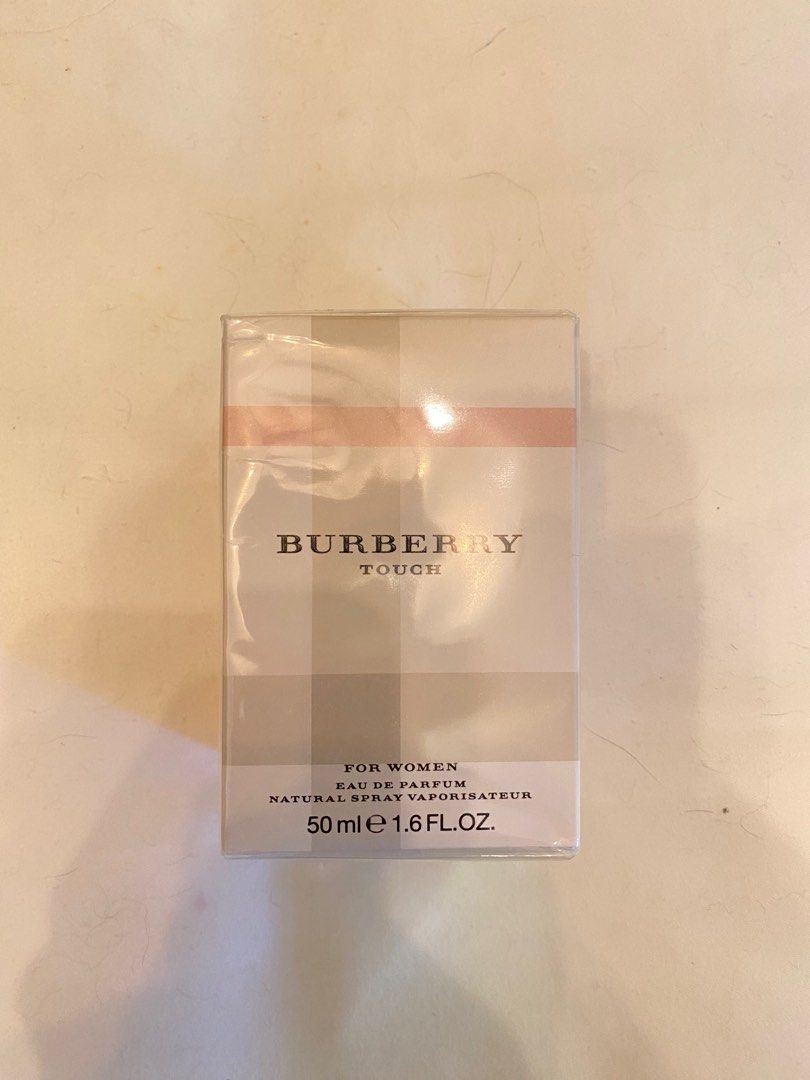 BURBERRY
TOUCH
FOR WOMEN
EAU DE PARFUM
NATURAL SPRAY VAPORISATEUR
50 ml ℮ 1.6 FL.OZ.